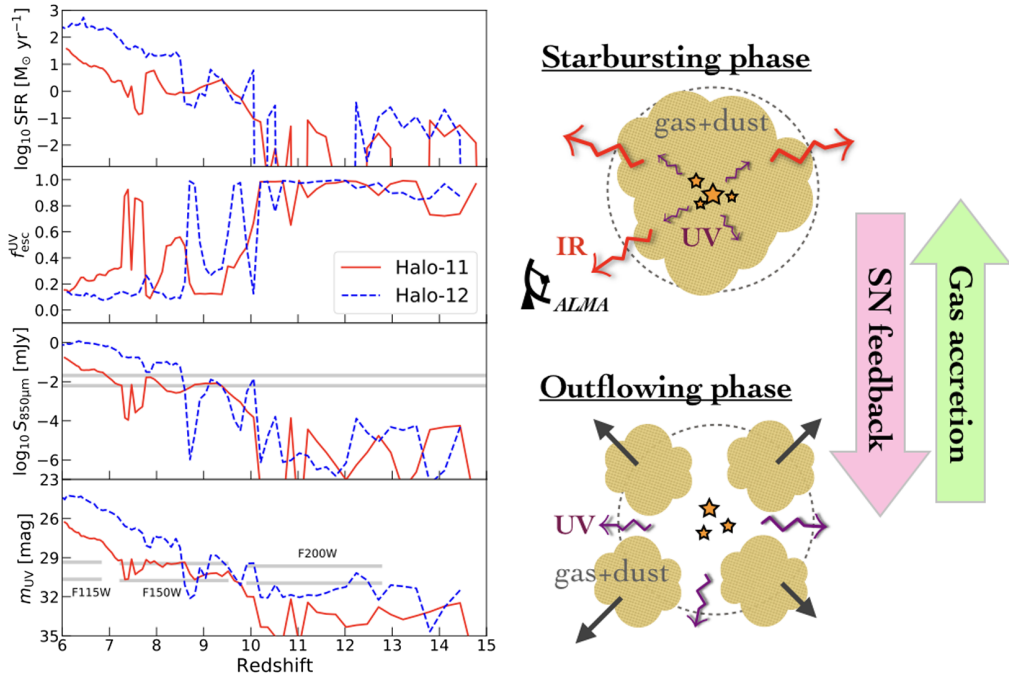 3
2
1
0
−1
−2
log₁₀ SFR [M⊙ yr⁻¹]
1.0
0.8
0.6
0.4
0.2
0.0
f_esc^UV
Halo-11
Halo-12
0
−2
−4
−6
log₁₀ S₈₅₀μm [mJy]
23
26
29
32
35
m_UV [mag]
F115W
F150W
F200W
6 7 8 9 10 11 12 13 14 15
Redshift
Starbursting phase
gas+dust
UV
IR
ALMA
Outflowing phase
UV
gas+dust
SN feedback
Gas accretion